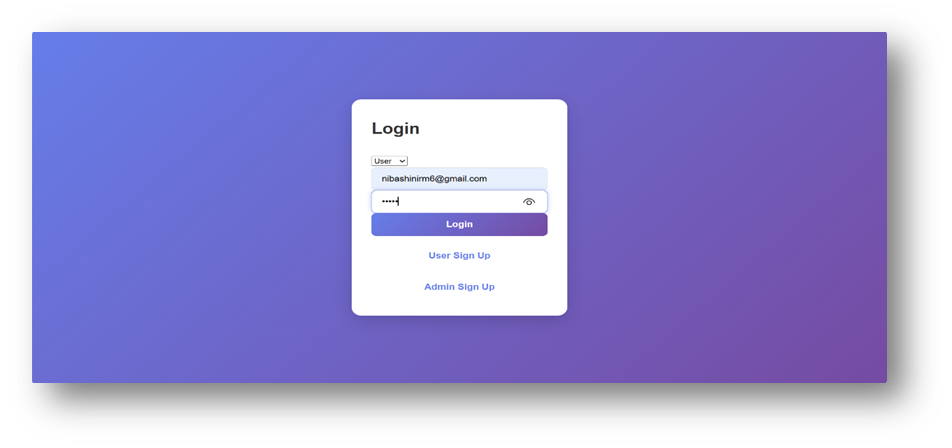 Login
User
nibashinirm6@gmail.com
•••••
Login
User Sign Up
Admin Sign Up